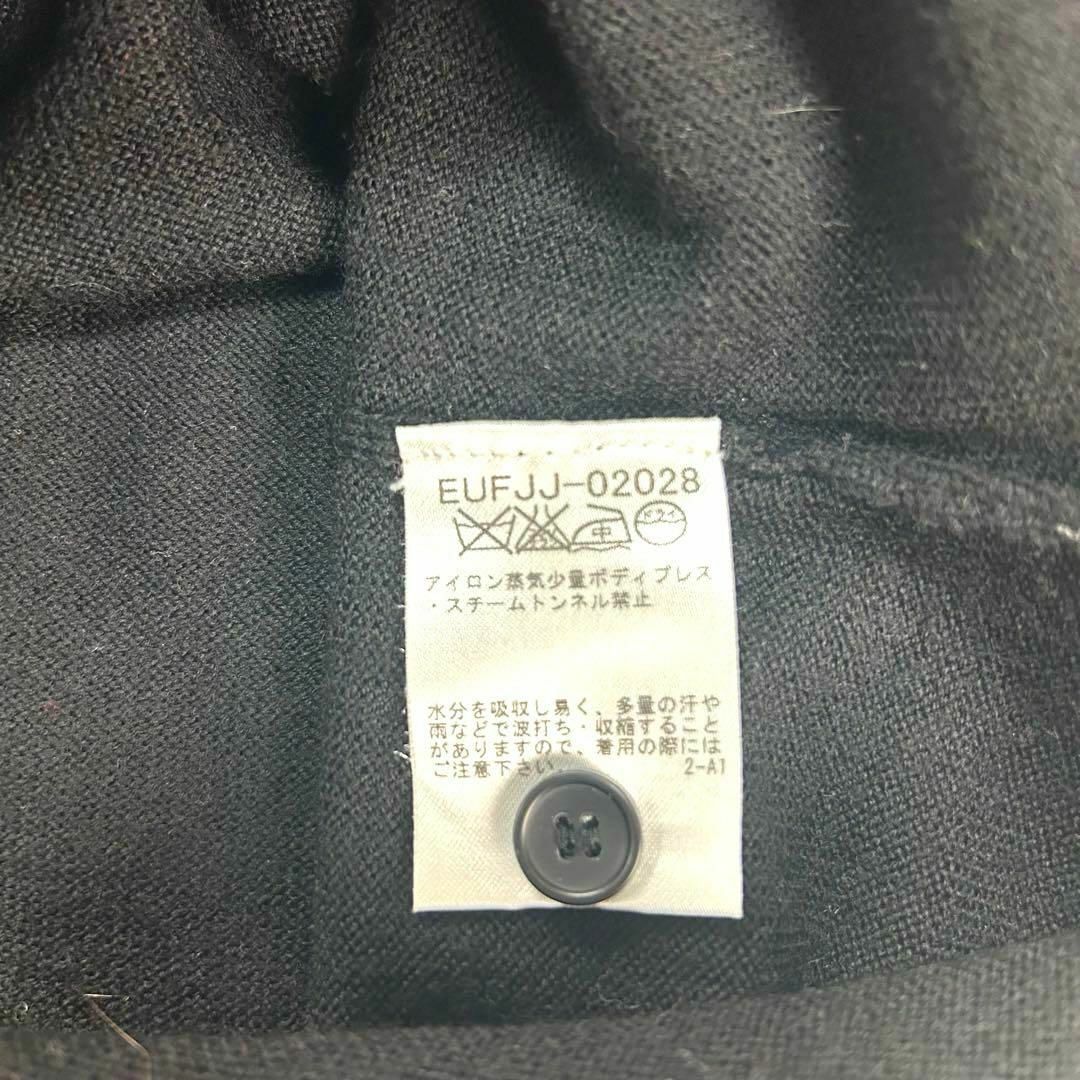 EUFJJ-02028
中 ドライ
アイロン蒸気少量ボディプレス
・スチームトンネル禁止
水分を吸収し易く、多量の汗や
雨などで波打ち・収縮すること
がありますので、着用の際には
ご注意下さい。 2-A1